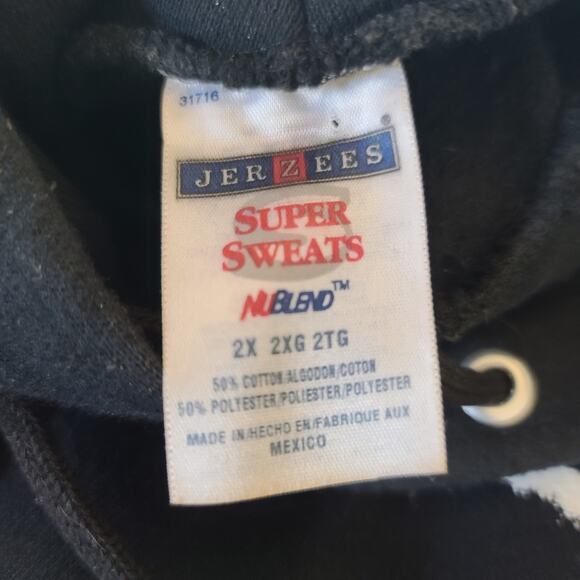 31716
JERZEES®
SUPER
SWEATS
NUBLEND™
2X 2XG 2TG
50% COTTON/ALGODON/COTON
50% POLYESTER/POLIESTER/POLYESTER
MADE IN/HECHO EN/FABRIQUE AUX
MEXICO